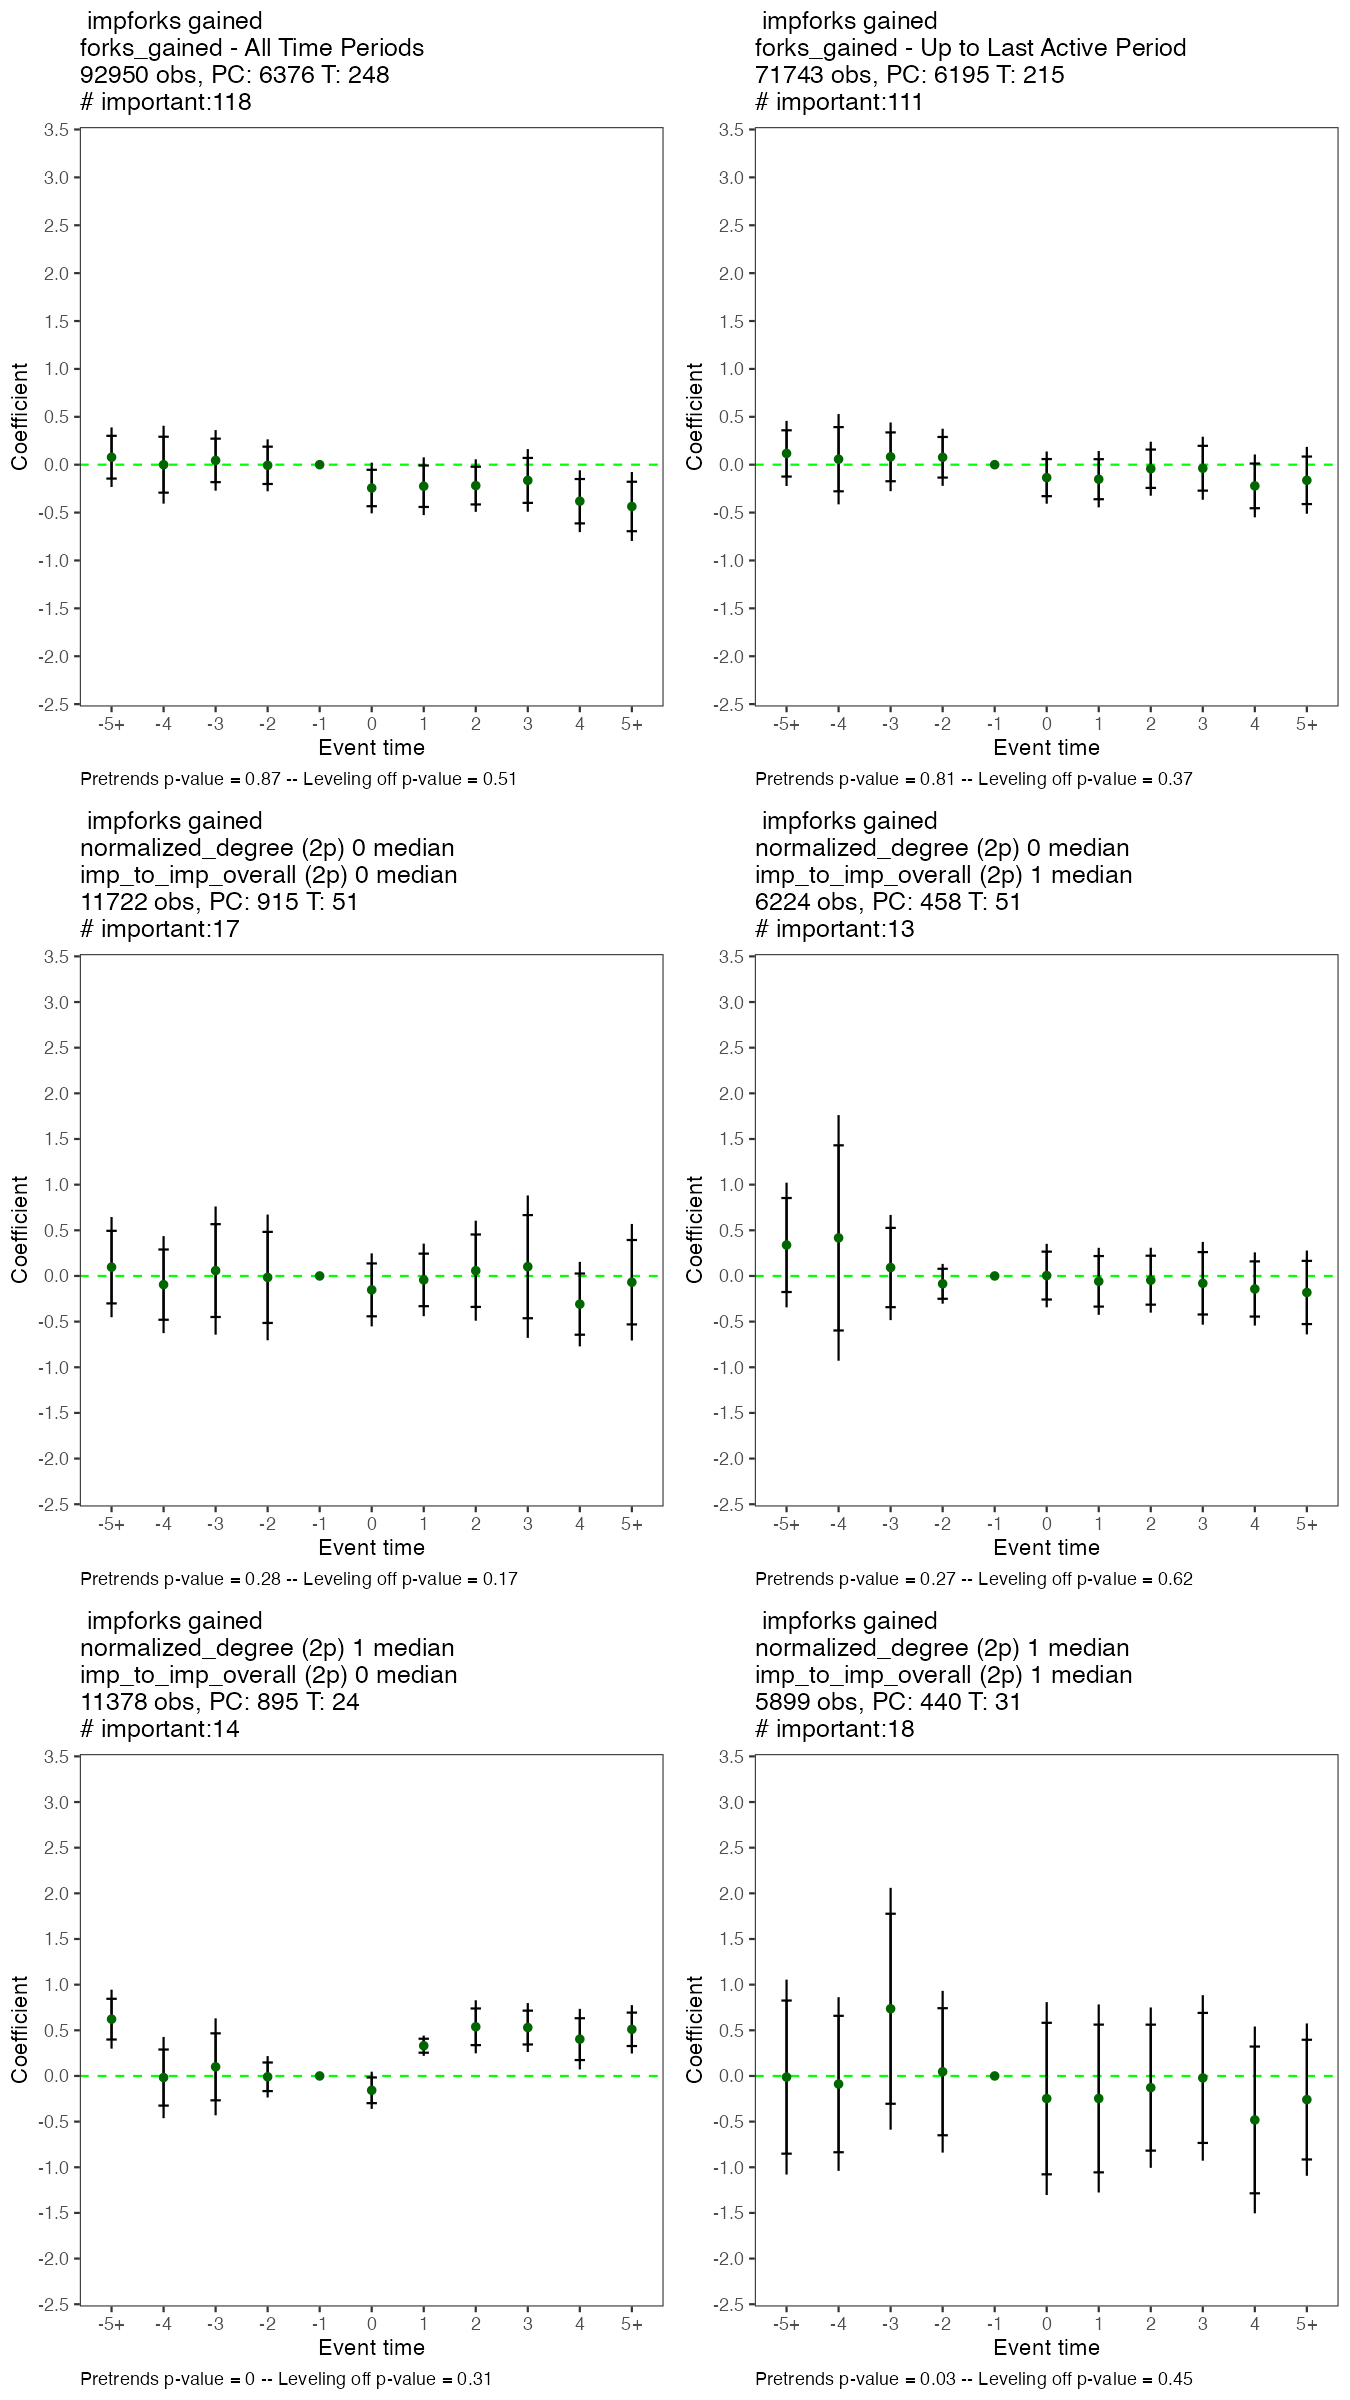 impforks gained
forks_gained - All Time Periods
92950 obs, PC: 6376 T: 248
# important:118
3.5
3.0
2.5
2.0
1.5
1.0
0.5
0.0
-0.5
-1.0
-1.5
-2.0
-2.5
Coefficient
-5+ -4 -3 -2 -1 0 1 2 3 4 5+
Event time
Pretrends p-value = 0.87 -- Leveling off p-value = 0.51
impforks gained
forks_gained - Up to Last Active Period
71743 obs, PC: 6195 T: 215
# important:111
3.5
3.0
2.5
2.0
1.5
1.0
0.5
0.0
-0.5
-1.0
-1.5
-2.0
-2.5
Coefficient
-5+ -4 -3 -2 -1 0 1 2 3 4 5+
Event time
Pretrends p-value = 0.81 -- Leveling off p-value = 0.37
impforks gained
normalized_degree (2p) 0 median
imp_to_imp_overall (2p) 0 median
11722 obs, PC: 915 T: 51
# important:17
3.5
3.0
2.5
2.0
1.5
1.0
0.5
0.0
-0.5
-1.0
-1.5
-2.0
-2.5
Coefficient
-5+ -4 -3 -2 -1 0 1 2 3 4 5+
Event time
Pretrends p-value = 0.28 -- Leveling off p-value = 0.17
impforks gained
normalized_degree (2p) 0 median
imp_to_imp_overall (2p) 1 median
6224 obs, PC: 458 T: 51
# important:13
3.5
3.0
2.5
2.0
1.5
1.0
0.5
0.0
-0.5
-1.0
-1.5
-2.0
-2.5
Coefficient
-5+ -4 -3 -2 -1 0 1 2 3 4 5+
Event time
Pretrends p-value = 0.27 -- Leveling off p-value = 0.62
impforks gained
normalized_degree (2p) 1 median
imp_to_imp_overall (2p) 0 median
11378 obs, PC: 895 T: 24
# important:14
3.5
3.0
2.5
2.0
1.5
1.0
0.5
0.0
-0.5
-1.0
-1.5
-2.0
-2.5
Coefficient
-5+ -4 -3 -2 -1 0 1 2 3 4 5+
Event time
Pretrends p-value = 0 -- Leveling off p-value = 0.31
impforks gained
normalized_degree (2p) 1 median
imp_to_imp_overall (2p) 1 median
5899 obs, PC: 440 T: 31
# important:18
3.5
3.0
2.5
2.0
1.5
1.0
0.5
0.0
-0.5
-1.0
-1.5
-2.0
-2.5
Coefficient
-5+ -4 -3 -2 -1 0 1 2 3 4 5+
Event time
Pretrends p-value = 0.03 -- Leveling off p-value = 0.45